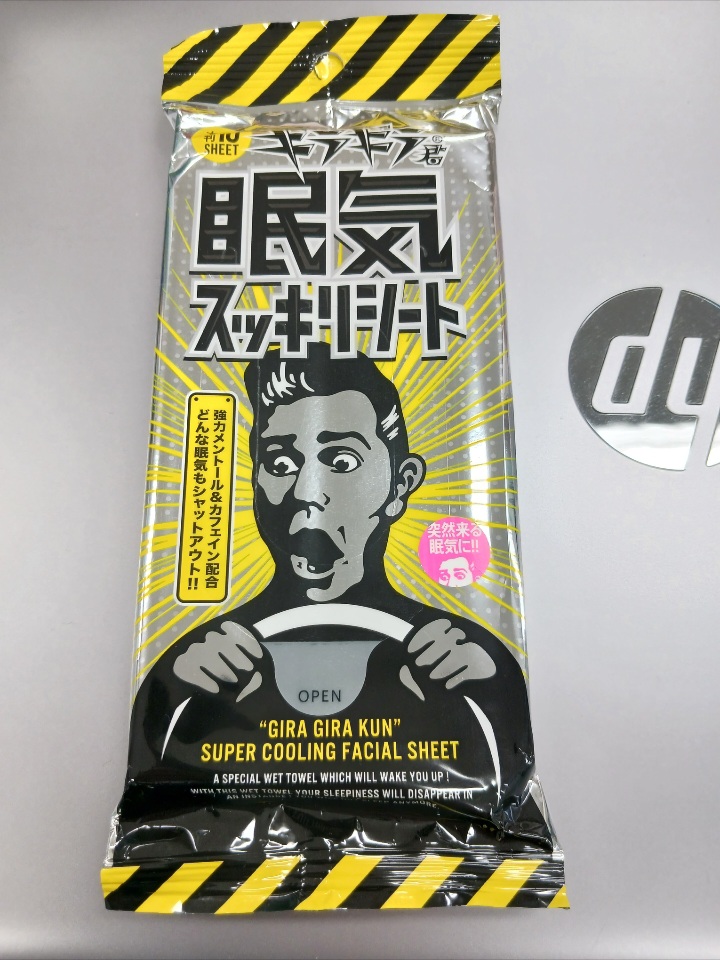 10
SHEET
ギラギラ君
眠気
スッキリシート
強力メントール&カフェイン配合
どんな眠気もシャットアウト!!
突然来る
眠気に!!
hp
OPEN
“GIRA GIRA KUN”
SUPER COOLING FACIAL SHEET
A SPECIAL WET TOWEL WHICH WILL WAKE YOU UP !
WITH THIS WET TOWEL YOUR SLEEPINESS WILL DISAPPEAR IN
AN